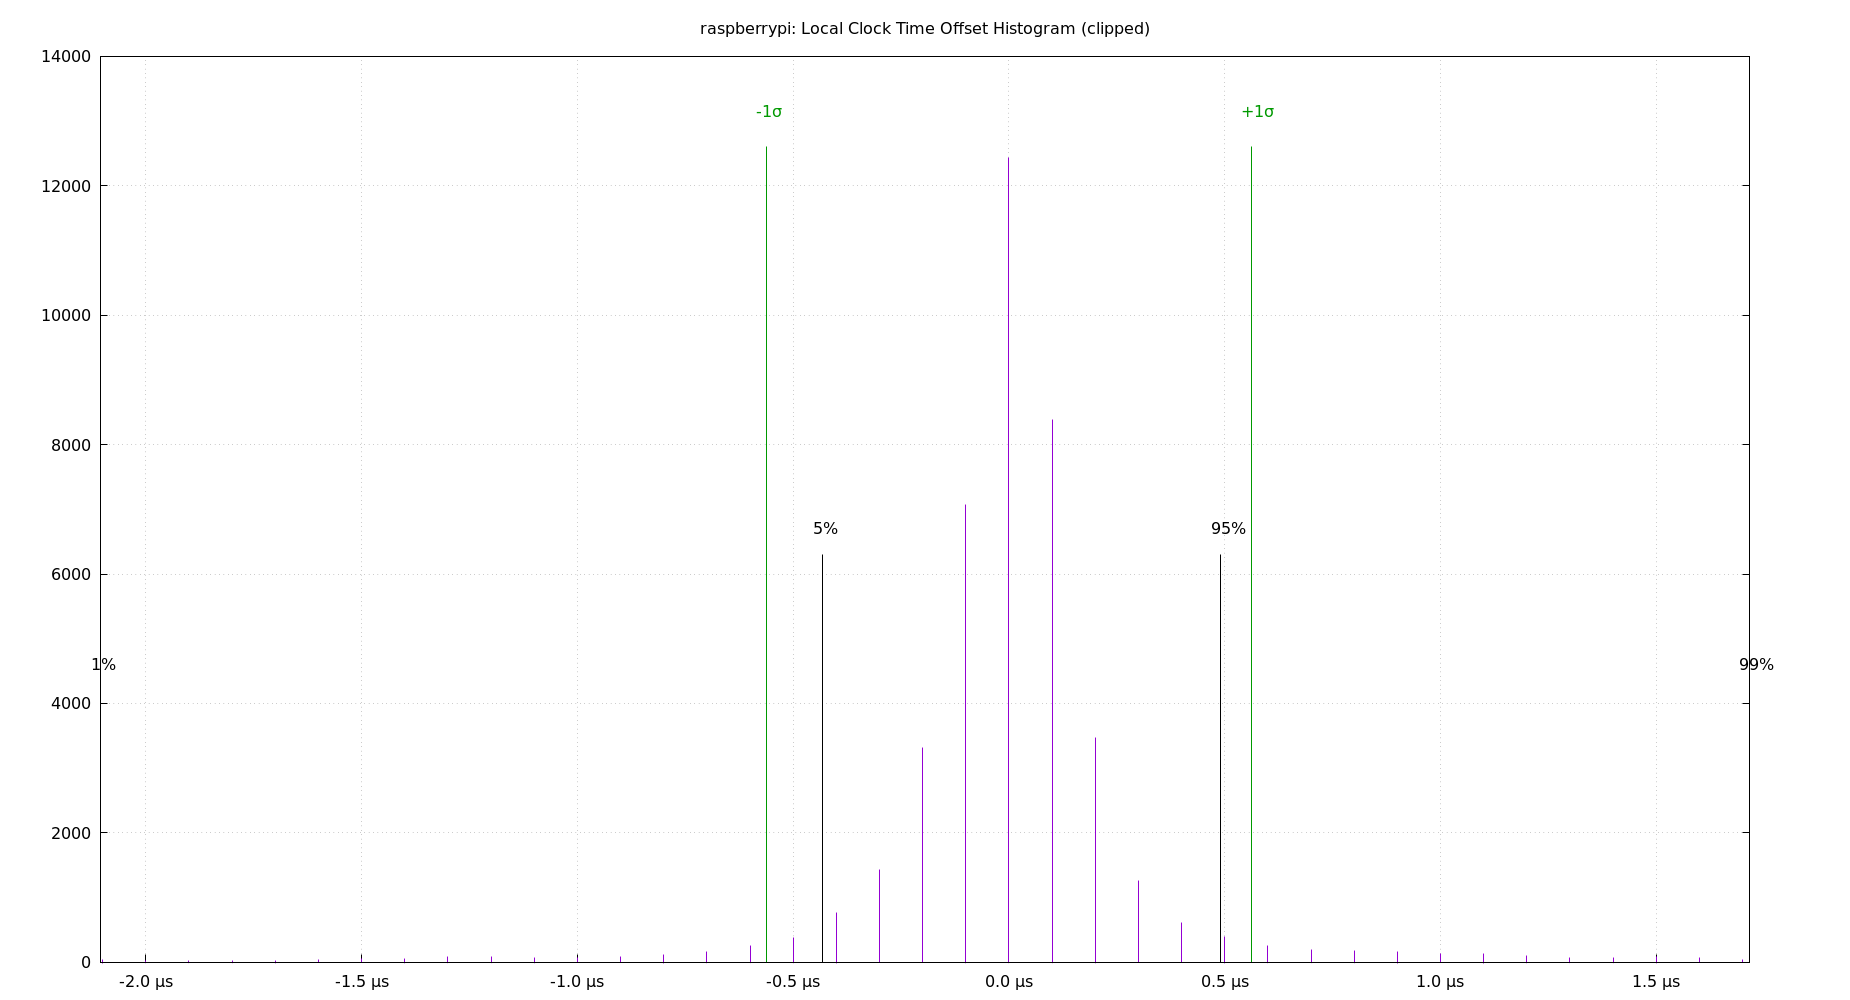 raspberrypi: Local Clock Time Offset Histogram (clipped)
14000
-1σ
+1σ
12000
10000
8000
5%
95%
6000
1%
99%
4000
2000
0
-2.0 µs
-1.5 µs
-1.0 µs
-0.5 µs
0.0 µs
0.5 µs
1.0 µs
1.5 µs